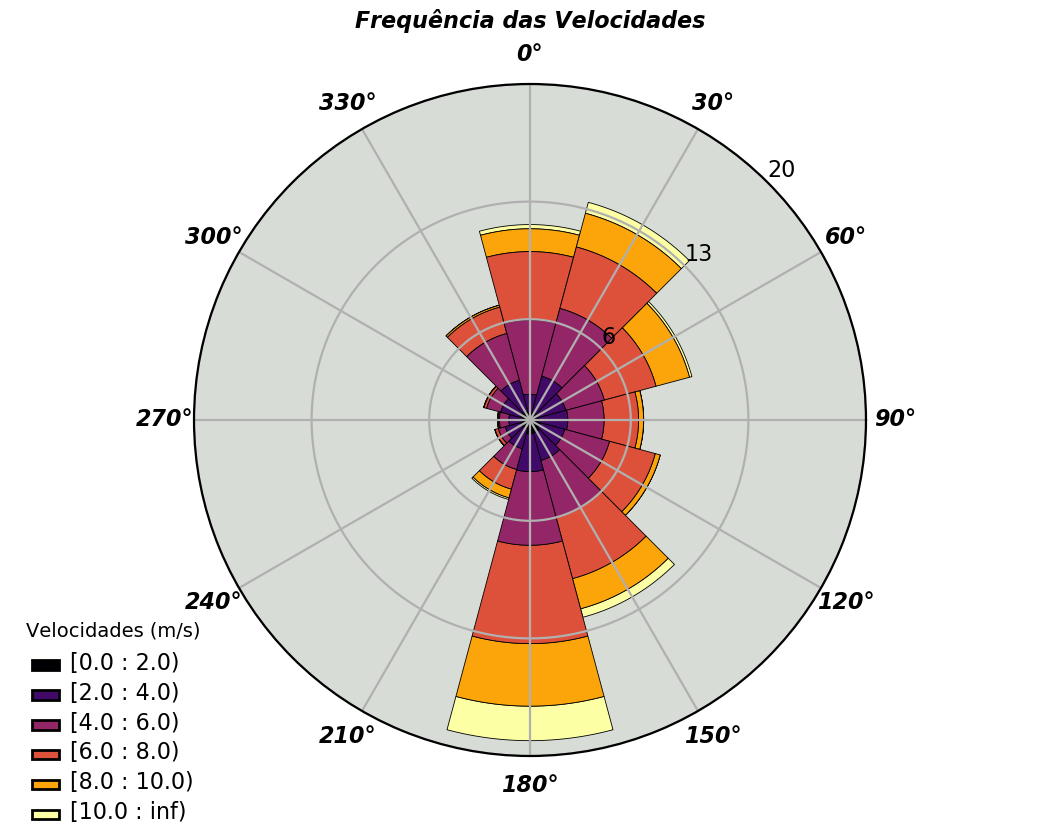 Frequência das Velocidades
0°
330°
30°
20
300°
60°
13
6
270°
90°
240°
120°
210°
150°
180°
Velocidades (m/s)
[0.0 : 2.0)
[2.0 : 4.0)
[4.0 : 6.0)
[6.0 : 8.0)
[8.0 : 10.0)
[10.0 : inf)